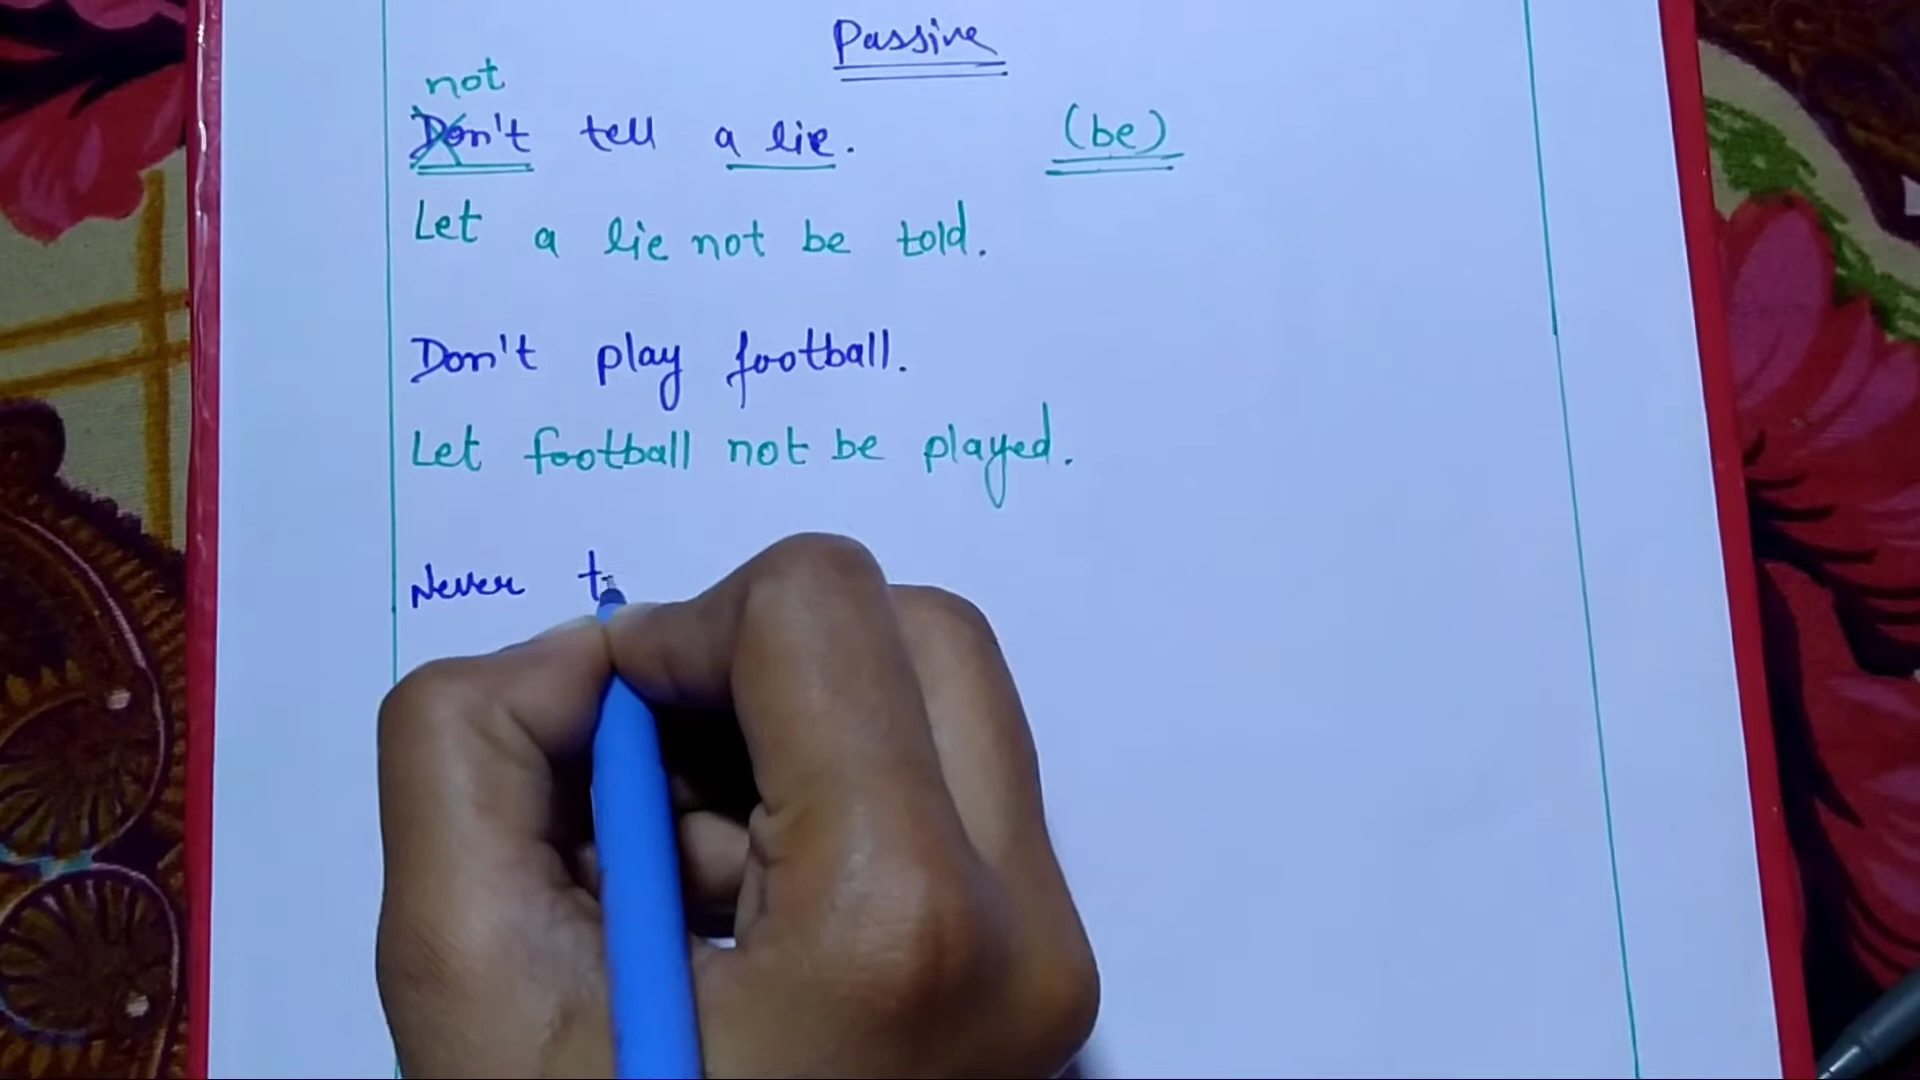 Passive
not
Don't tell a lie. (be)
Let a lie not be told.
Don't play football.
Let football not be played.
Never t